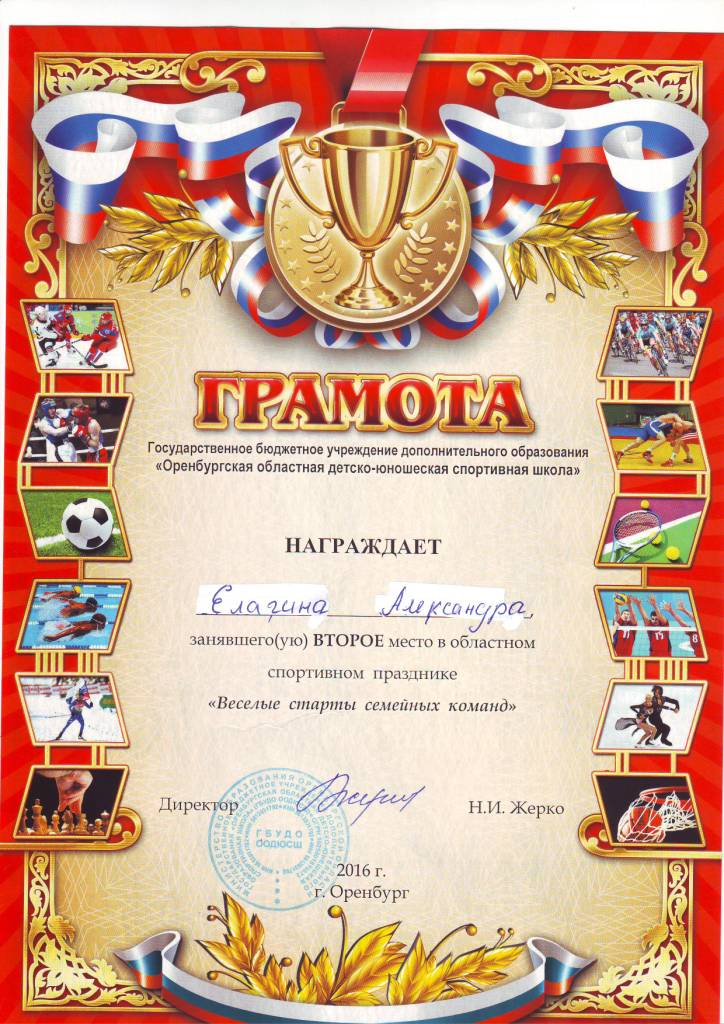 ГРАМОТА
Государственное бюджетное учреждение дополнительного образования
«Оренбургская областная детско-юношеская спортивная школа»
НАГРАЖДАЕТ
Елагина Александра,
занявшего(ую) ВТОРОЕ место в областном
спортивном празднике
«Веселые старты семейных команд»
Директор
Н.И. Жерко
ГБУДО
ООДЮСШ
2016 г.
г. Оренбург